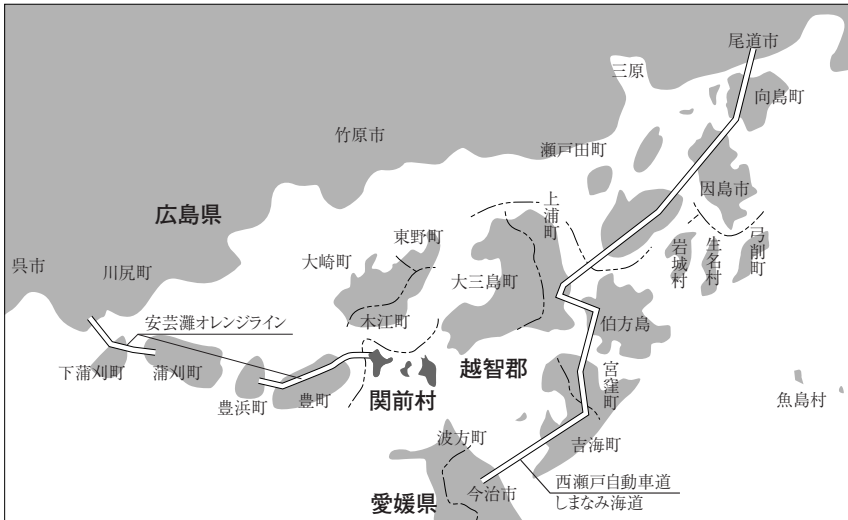 尾道市
三原
向島町
竹原市
瀬戸田町
因島市
上浦町
広島県
東野町
弓削町
生名村
岩城村
呉市
川尻町
大崎町
大三島町
木江町
伯方島
安芸灘オレンジライン
越智郡
宮窪町
下蒲刈町
蒲刈町
豊浜町
豊町
関前村
魚島村
波方町
吉海町
今治市
愛媛県
西瀬戸自動車道
しまなみ海道